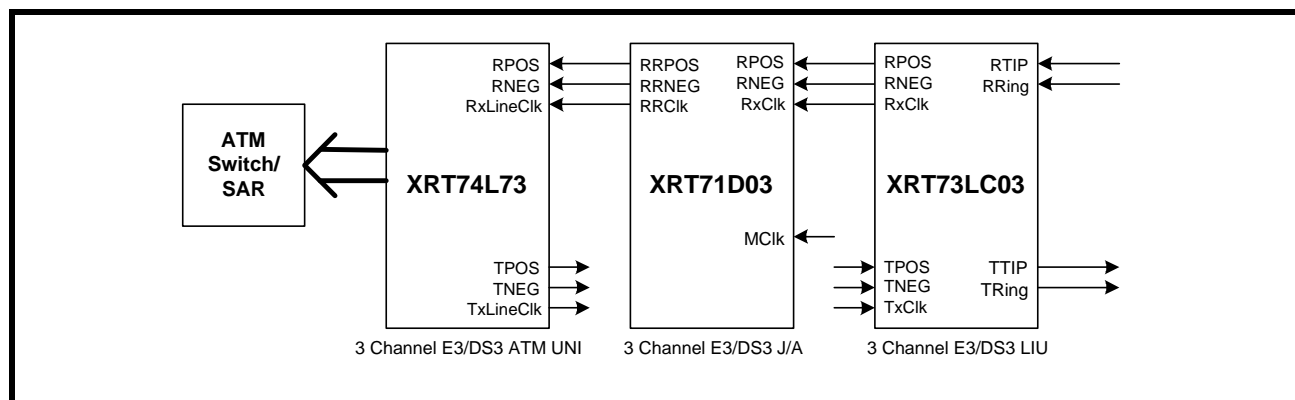 ATM
Switch/
SAR
RPOS
RNEG
RxLineClk
XRT74L73
TPOS
TNEG
TxLineClk
3 Channel E3/DS3 ATM UNI
RRPOS
RRNEG
RRClk
RPOS
RNEG
RxClk
XRT71D03
MClk
3 Channel E3/DS3 J/A
RPOS
RNEG
RxClk
RTIP
RRing
XRT73LC03
TPOS
TNEG
TxClk
TTIP
TRing
3 Channel E3/DS3 LIU